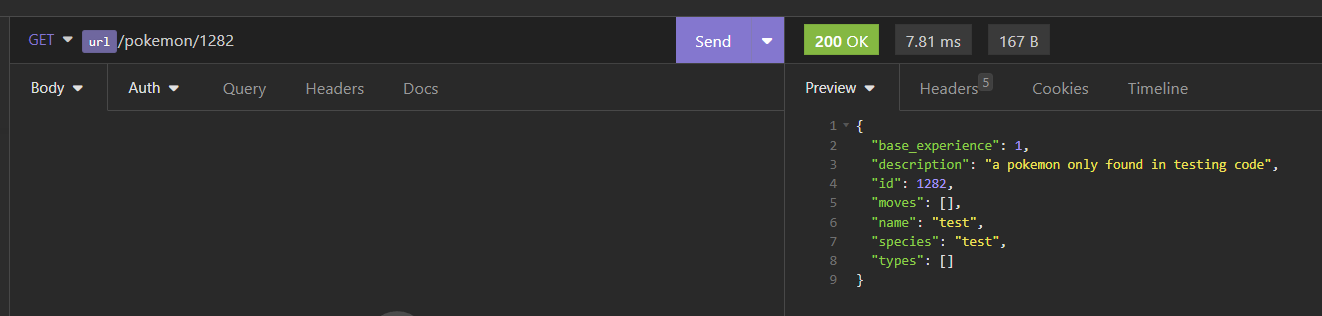 GET url/pokemon/1282 Send 200 OK 7.81 ms 167 B
Body Auth Query Headers Docs Preview Headers 5 Cookies Timeline
1 {
2 "base_experience": 1,
3 "description": "a pokemon only found in testing code",
4 "id": 1282,
5 "moves": [],
6 "name": "test",
7 "species": "test",
8 "types": []
9 }